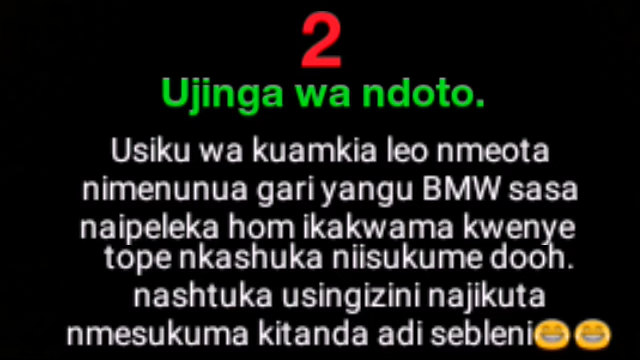 2
Ujinga wa ndoto.
Usiku wa kuamkia leo nmeota
nimenunua gari yangu BMW sasa
naipeleka hom ikakwama kwenye
tope nkashuka niisukume dooh.
nashtuka usingizini najikuta
nmesukuma kitanda adi sebleni😄😄